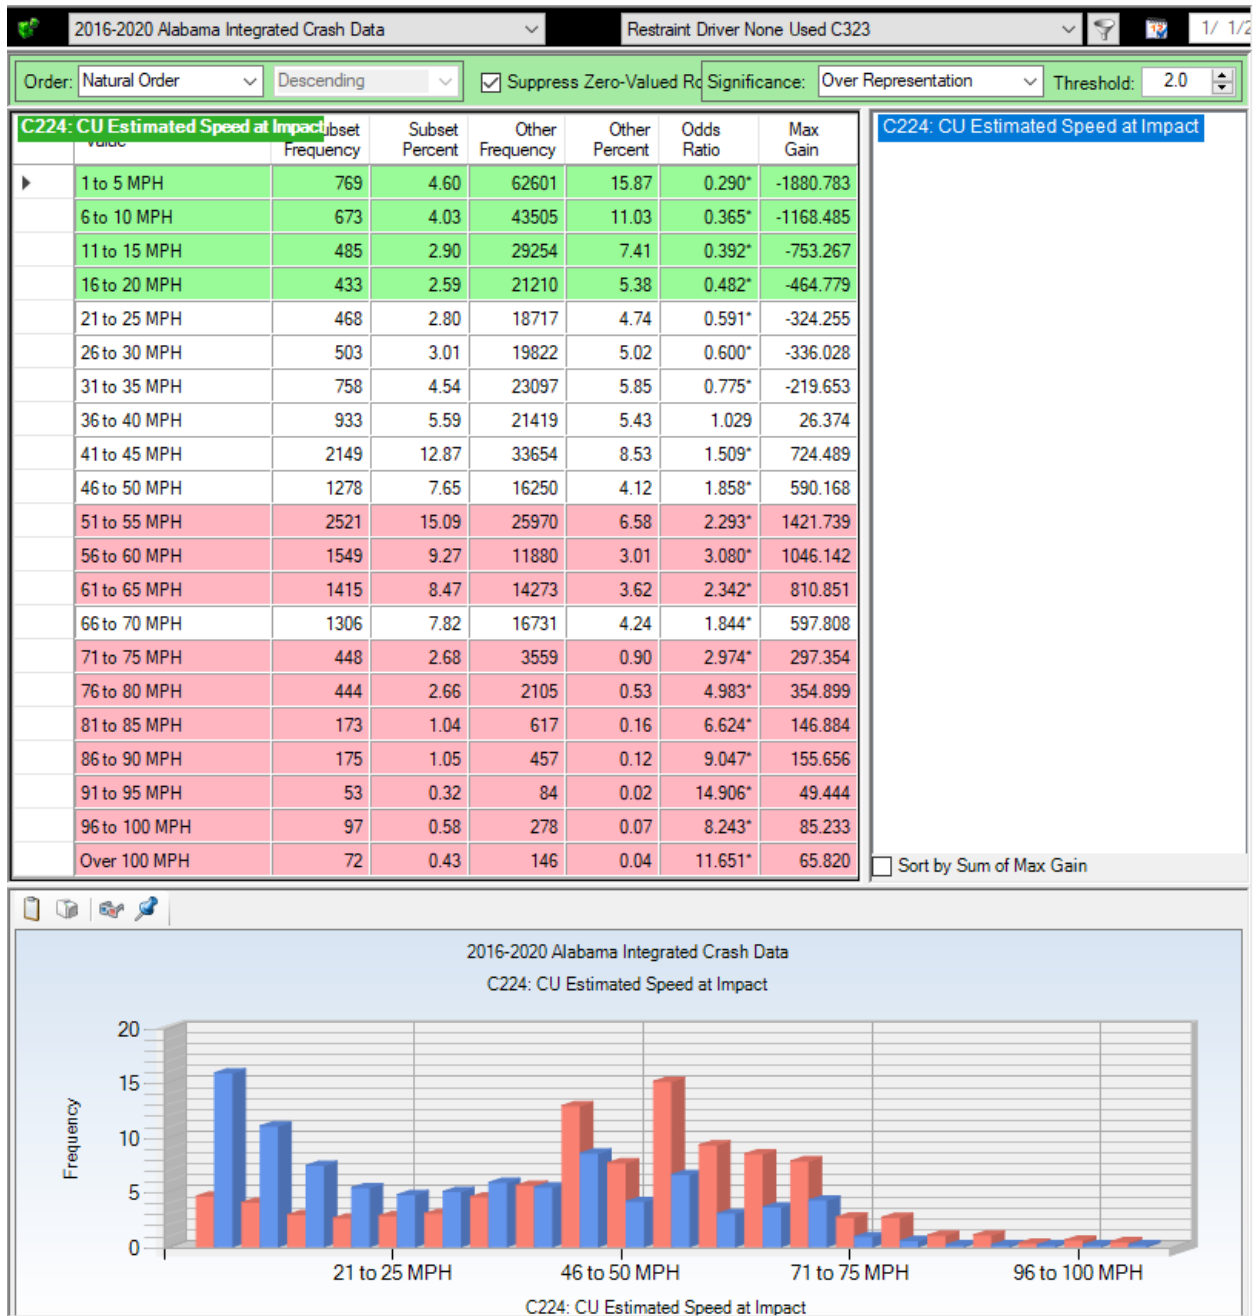 2016-2020 Alabama Integrated Crash Data Restraint Driver None Used C323 1/ 1/2
Order: Natural Order Descending Suppress Zero-Valued Ro Significance: Over Representation Threshold: 2.0
C224: CU Estimated Speed at Impact ubset Subset Other Other Odds Max C224: CU Estimated Speed at Impact
Frequency Percent Frequency Percent Ratio Gain
1 to 5 MPH 769 4.60 62601 15.87 0.290* -1880.783
6 to 10 MPH 673 4.03 43505 11.03 0.365* -1168.485
11 to 15 MPH 485 2.90 29254 7.41 0.392* -753.267
16 to 20 MPH 433 2.59 21210 5.38 0.482* -464.779
21 to 25 MPH 468 2.80 18717 4.74 0.591* -324.255
26 to 30 MPH 503 3.01 19822 5.02 0.600* -336.028
31 to 35 MPH 758 4.54 23097 5.85 0.775* -219.653
36 to 40 MPH 933 5.59 21419 5.43 1.029 26.374
41 to 45 MPH 2149 12.87 33654 8.53 1.509* 724.489
46 to 50 MPH 1278 7.65 16250 4.12 1.858* 590.168
51 to 55 MPH 2521 15.09 25970 6.58 2.293* 1421.739
56 to 60 MPH 1549 9.27 11880 3.01 3.080* 1046.142
61 to 65 MPH 1415 8.47 14273 3.62 2.342* 810.851
66 to 70 MPH 1306 7.82 16731 4.24 1.844* 597.808
71 to 75 MPH 448 2.68 3559 0.90 2.974* 297.354
76 to 80 MPH 444 2.66 2105 0.53 4.983* 354.899
81 to 85 MPH 173 1.04 617 0.16 6.624* 146.884
86 to 90 MPH 175 1.05 457 0.12 9.047* 155.656
91 to 95 MPH 53 0.32 84 0.02 14.906* 49.444
96 to 100 MPH 97 0.58 278 0.07 8.243* 85.233
Over 100 MPH 72 0.43 146 0.04 11.651* 65.820
Sort by Sum of Max Gain
2016-2020 Alabama Integrated Crash Data
C224: CU Estimated Speed at Impact
20
15
10
5
0
Frequency
21 to 25 MPH 46 to 50 MPH 71 to 75 MPH 96 to 100 MPH
C224: CU Estimated Speed at Impact